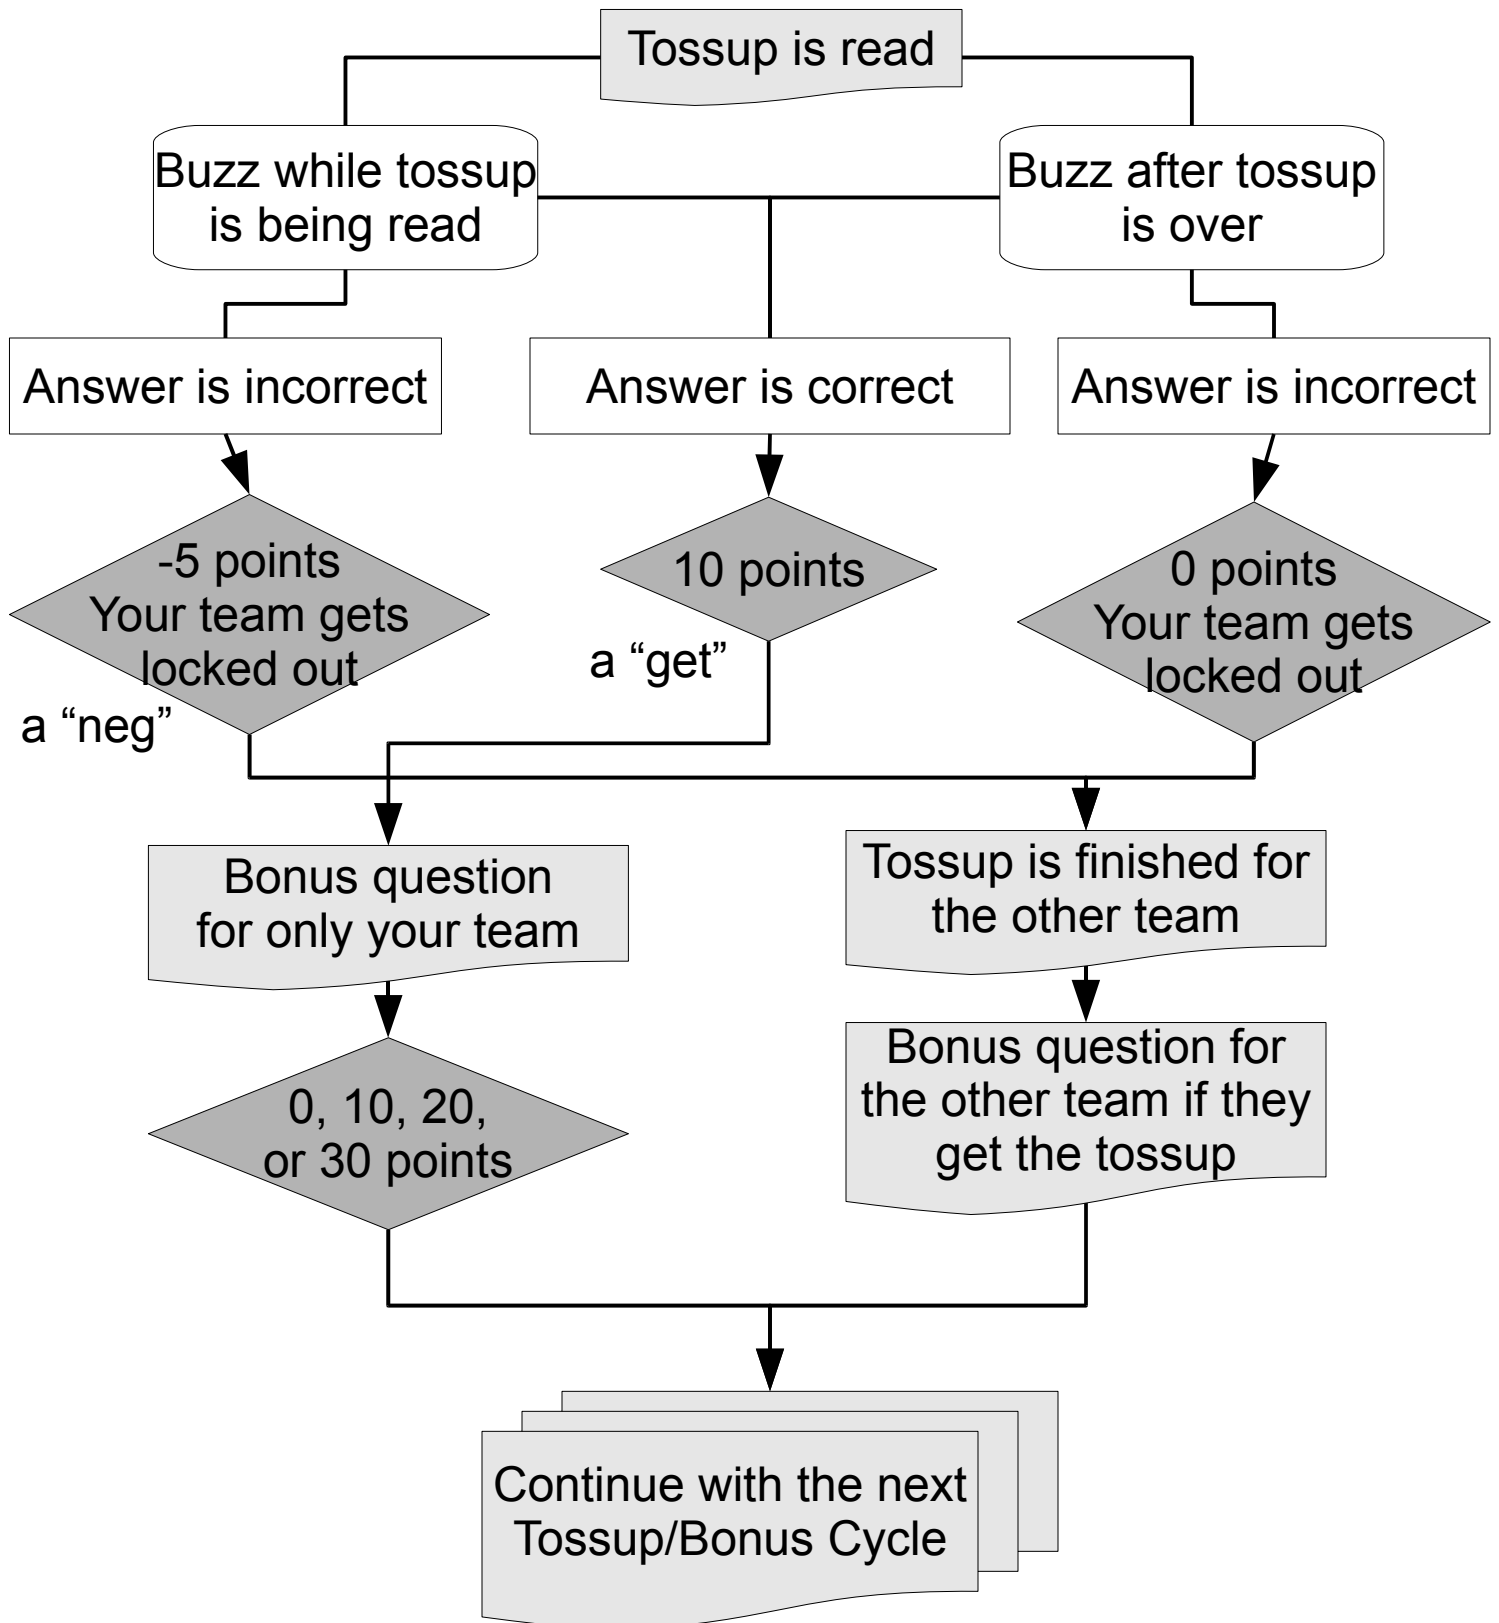 Tossup is read
Buzz while tossup
is being read
Buzz after tossup
is over
Answer is incorrect
Answer is correct
Answer is incorrect
-5 points
Your team gets
locked out
a “neg”
10 points
a “get”
0 points
Your team gets
locked out
Bonus question
for only your team
Tossup is finished for
the other team
0, 10, 20,
or 30 points
Bonus question for
the other team if they
get the tossup
Continue with the next
Tossup/Bonus Cycle